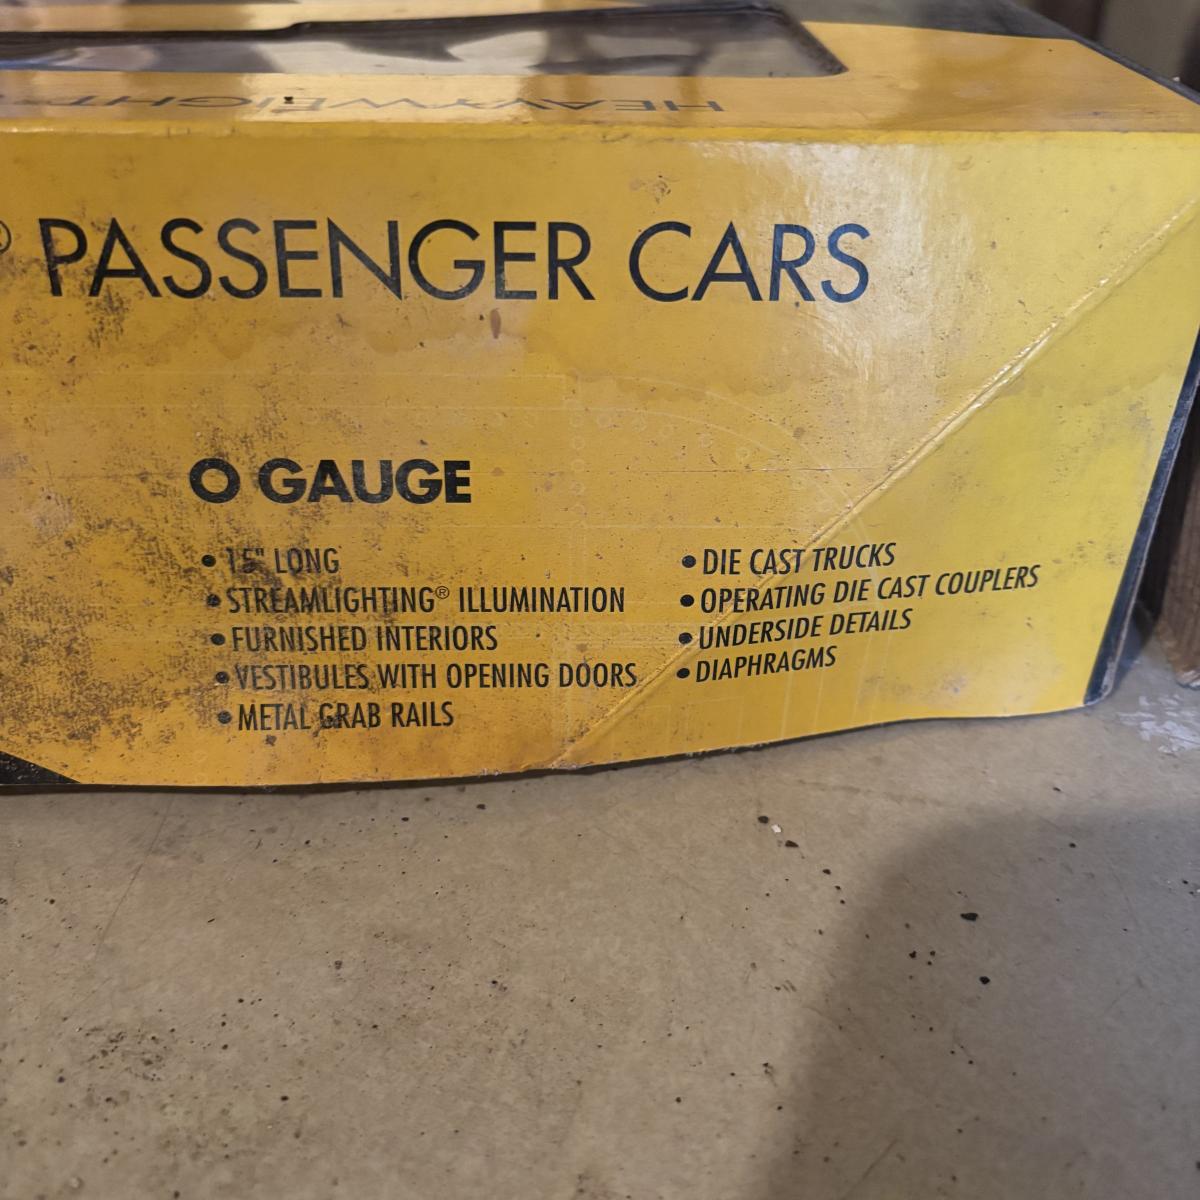 HEAVYWEIGHT
® PASSENGER CARS
O GAUGE
• 15" LONG
• STREAMLIGHTING® ILLUMINATION
• FURNISHED INTERIORS
• VESTIBULES WITH OPENING DOORS
• METAL GRAB RAILS
• DIE CAST TRUCKS
• OPERATING DIE CAST COUPLERS
• UNDERSIDE DETAILS
• DIAPHRAGMS